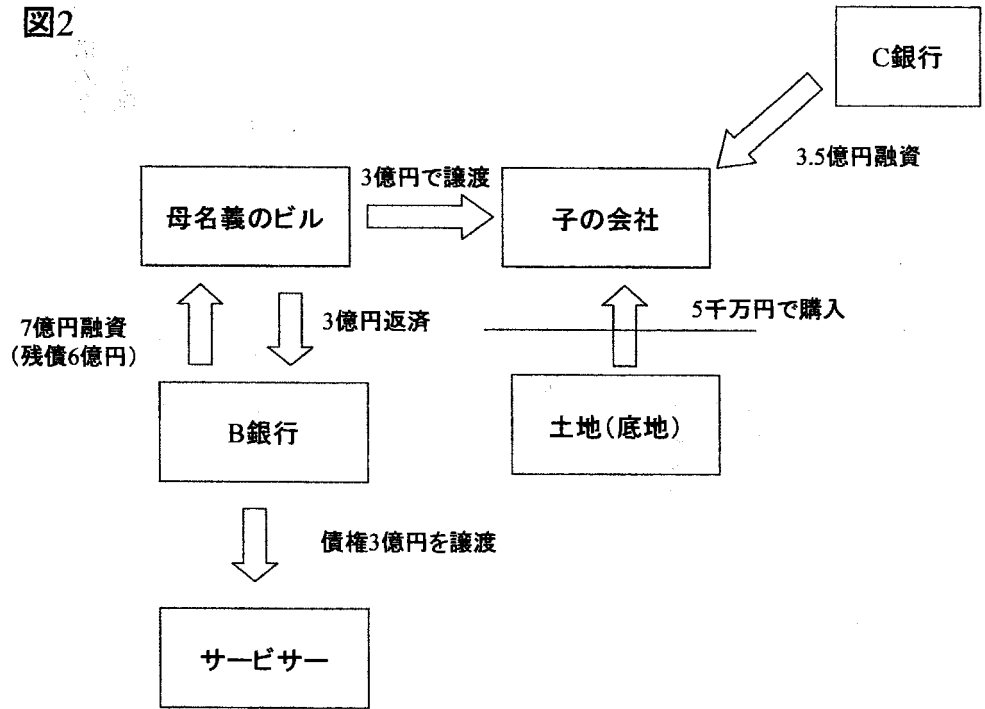 図2
C銀行
3.5億円融資
3億円で譲渡
母名義のビル
子の会社
7億円融資
（残債6億円）
3億円返済
5千万円で購入
B銀行
土地（底地）
債権3億円を譲渡
サービサー